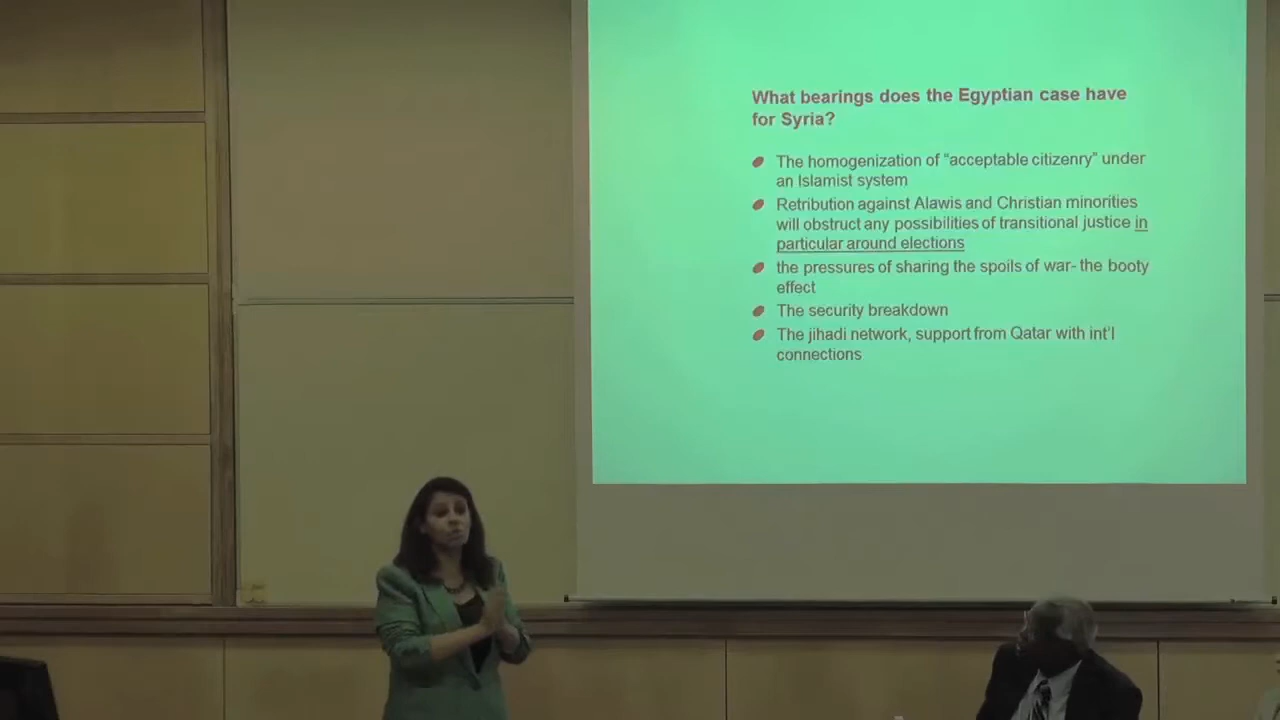 What bearings does the Egyptian case have
for Syria?
The homogenization of “acceptable citizenry” under
an Islamist system
Retribution against Alawis and Christian minorities
will obstruct any possibilities of transitional justice in
particular around elections
the pressures of sharing the spoils of war- the booty
effect
The security breakdown
The jihadi network, support from Qatar with int’l
connections